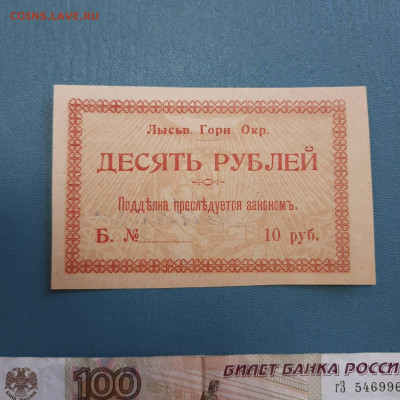 COINS.LAVE.RU
Лысьв. Горн Окр.
ДЕСЯТЬ РУБЛЕЙ
Поддѣлка преслѣдуется закономъ.
Б. №
10 руб.
100
БИЛЕТ БАНКА РОССИ
гЗ 546996